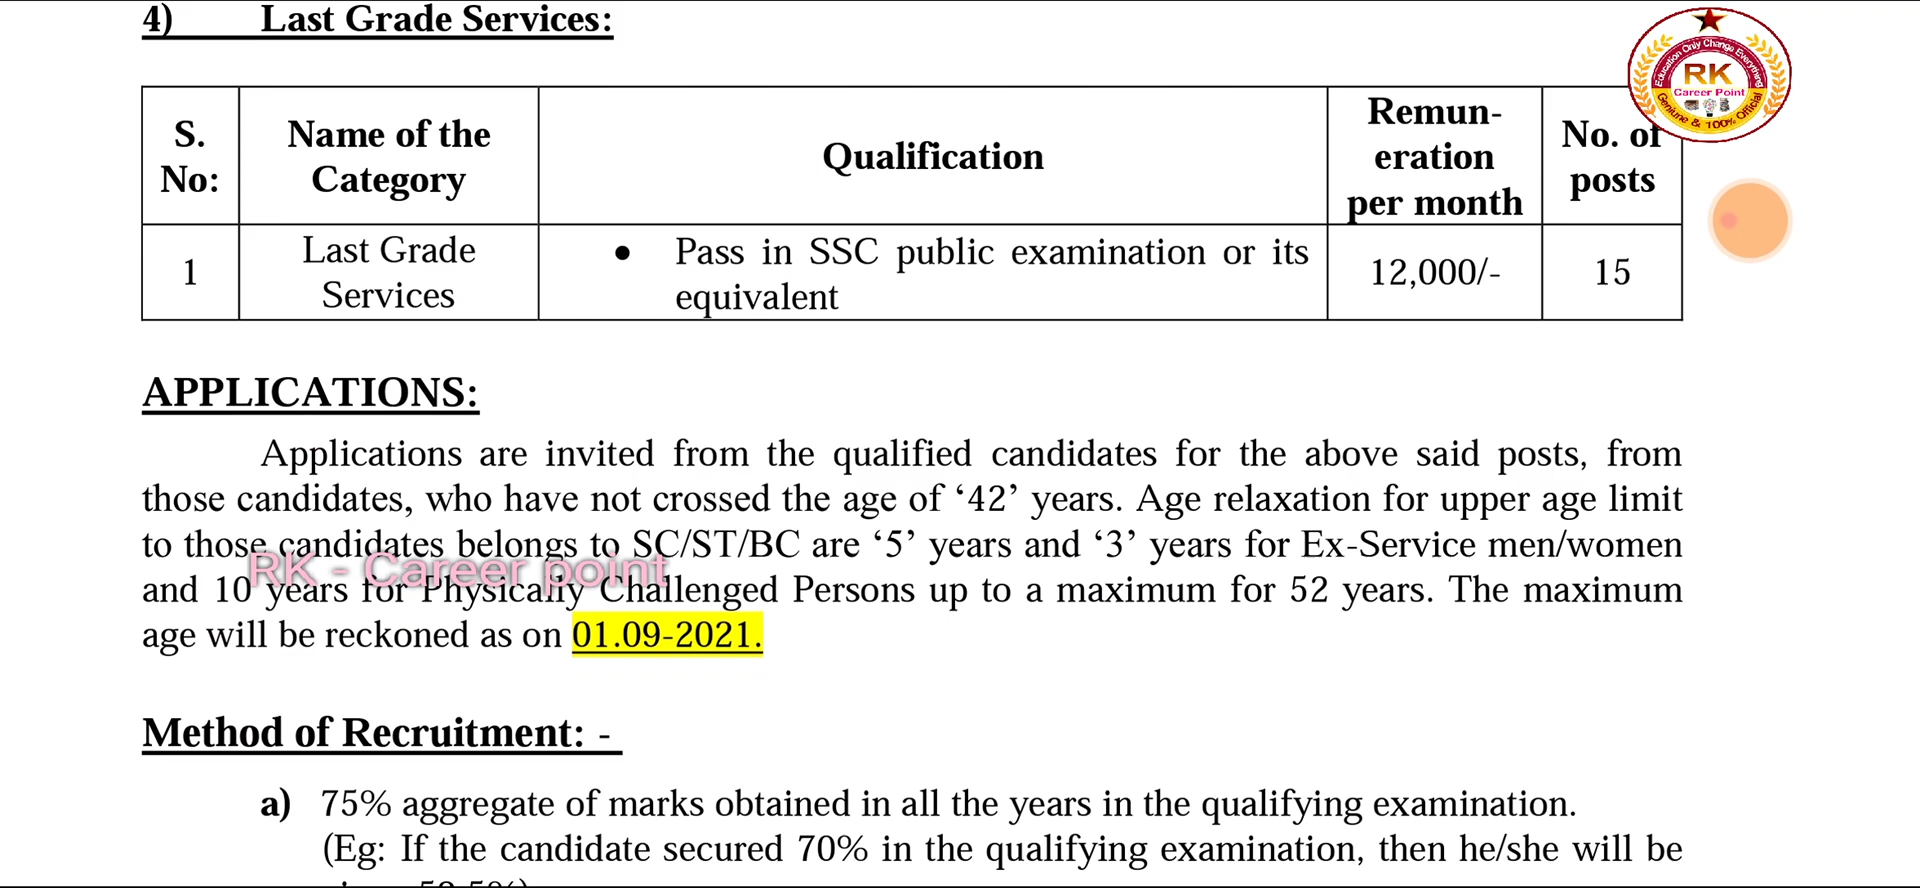 4) Last Grade Services:
S. No:
Name of the Category
Qualification
Remun-eration per month
No. of posts
1
Last Grade Services
• Pass in SSC public examination or its
equivalent
12,000/-
15
APPLICATIONS:
Applications are invited from the qualified candidates for the above said posts, from
those candidates, who have not crossed the age of ‘42’ years. Age relaxation for upper age limit
to those candidates belongs to SC/ST/BC are ‘5’ years and ‘3’ years for Ex-Service men/women
and 10 years for Physically Challenged Persons up to a maximum for 52 years. The maximum
age will be reckoned as on 01.09-2021.
RK - Career point
Method of Recruitment: -
a) 75% aggregate of marks obtained in all the years in the qualifying examination.
(Eg: If the candidate secured 70% in the qualifying examination, then he/she will be
Education Only Change Everything
RK
Career Point
Geniune & 100% Official